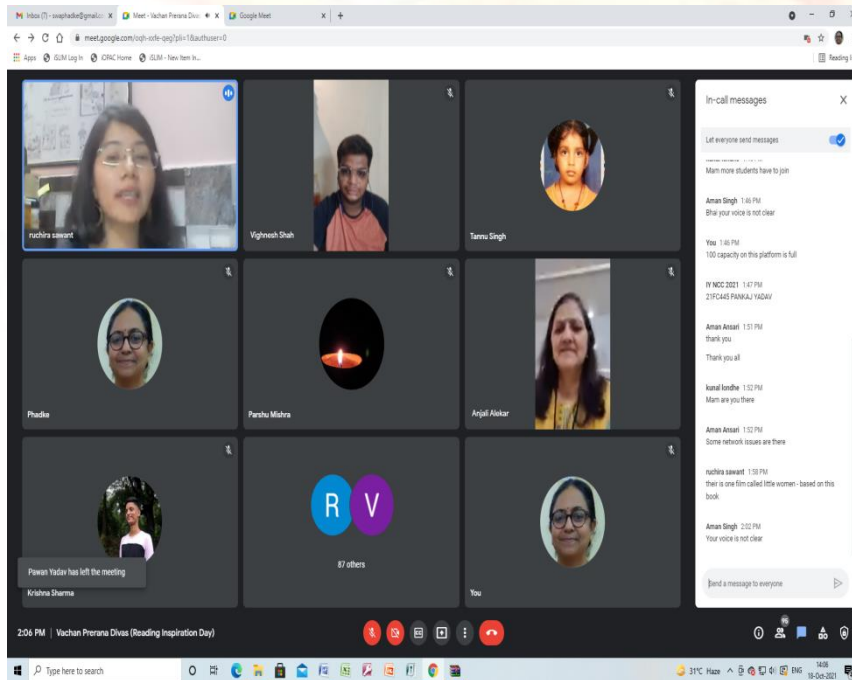 Inbox (7) - swaphadke@gmail.co
Meet - Vachan Prerana Divas
Google Meet
meet.google.com/oqh-ixfe-qeg?pli=1&authuser=0
Apps
iSLIM Log In
iOPAC Home
iSLIM - New Item In...
Reading li
ruchira sawant
Vighnesh Shah
Tannu Singh
Phadke
Parshu Mishra
Anjali Alekar
Krishna Sharma
Pawan Yadav has left the meeting
R V
87 others
You
In-call messages
Let everyone send messages
Mam more students have to join
Aman Singh 1:46 PM
Bhai your voice is not clear
You 1:46 PM
100 capacity on this platform is full
IY NCC 2021 1:47 PM
21FC445 PANKAJ YADAV
Aman Ansari 1:51 PM
thank you
Thank you all
kunal londhe 1:52 PM
Mam are you there
Aman Ansari 1:52 PM
Some network issues are there
ruchira sawant 1:58 PM
their is one film called little women - based on this
book
Aman Singh 2:02 PM
Your voice is not clear
Send a message to everyone
2:06 PM | Vachan Prerana Divas (Reading Inspiration Day)
Type here to search
31°C Haze
ENG
14:06
18-Oct-2021